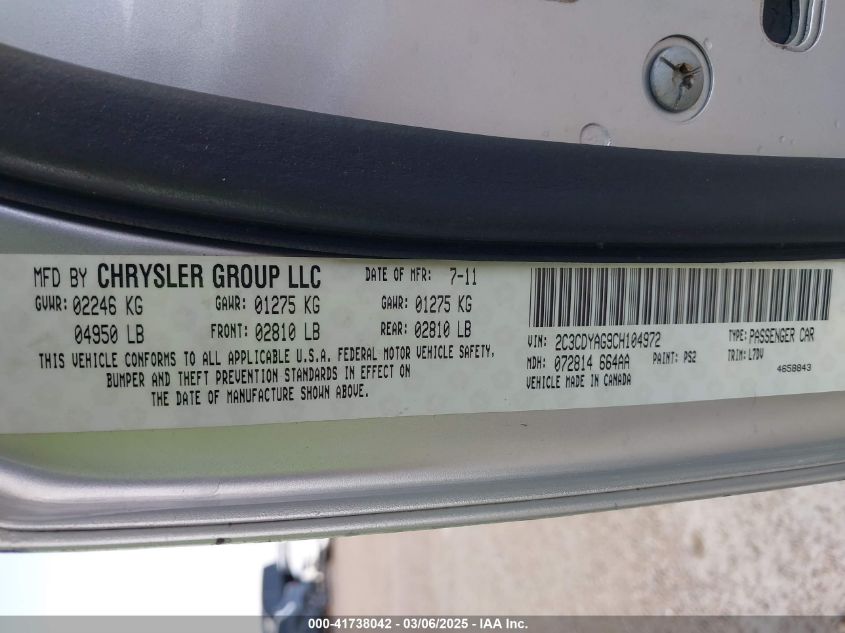 MFD BY CHRYSLER GROUP LLC DATE OF MFR: 7-11
GVWR: 02246 KG GAWR: 01275 KG GAWR: 01275 KG
04950 LB FRONT: 02810 LB REAR: 02810 LB
THIS VEHICLE CONFORMS TO ALL APPLICABLE U.S.A. FEDERAL MOTOR VEHICLE SAFETY,
BUMPER AND THEFT PREVENTION STANDARDS IN EFFECT ON
THE DATE OF MANUFACTURE SHOWN ABOVE.
VIN: 2C3CDYAG9CH104972 TYPE: PASSENGER CAR
MDH: 072814 664AA PAINT: PS2 TRIM: L7DV
VEHICLE MADE IN CANADA 4658843
000-41738042 — 03/06/2025 — IAA Inc.